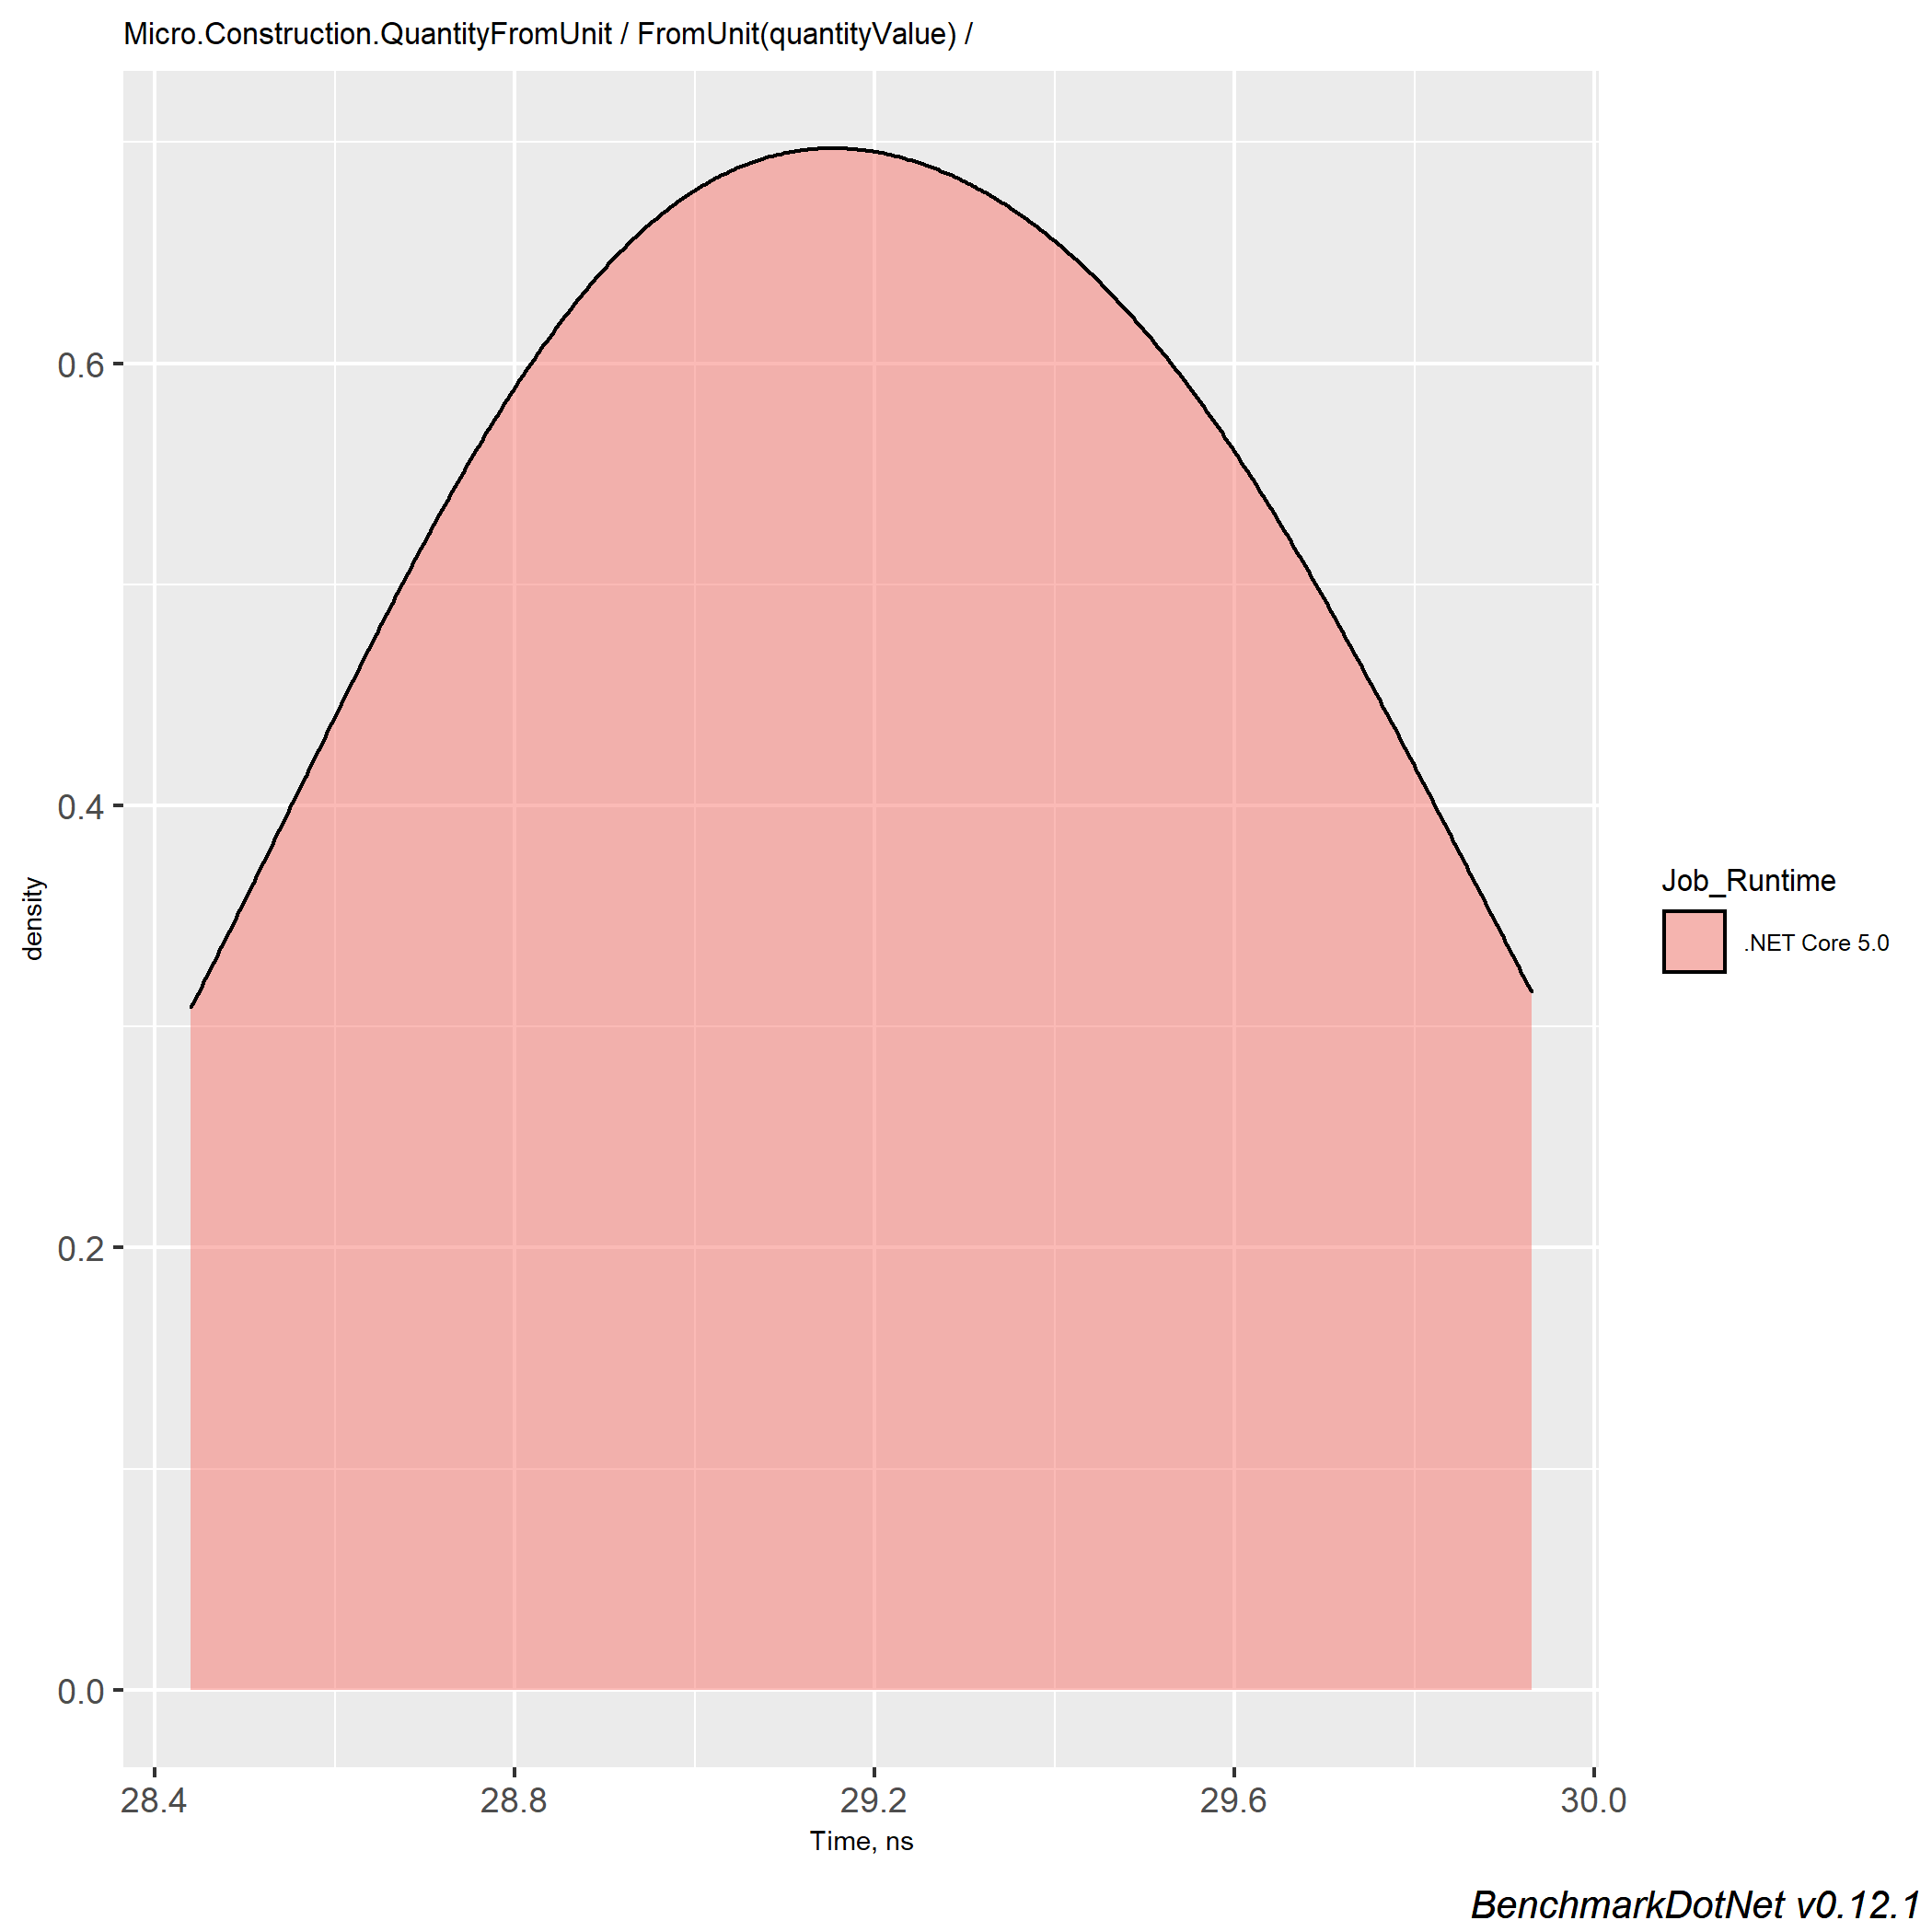 Micro.Construction.QuantityFromUnit / FromUnit(quantityValue) /
0.6
0.4
0.2
0.0
density
28.4 28.8 29.2 29.6 30.0
Time, ns
Job_Runtime
.NET Core 5.0
BenchmarkDotNet v0.12.1